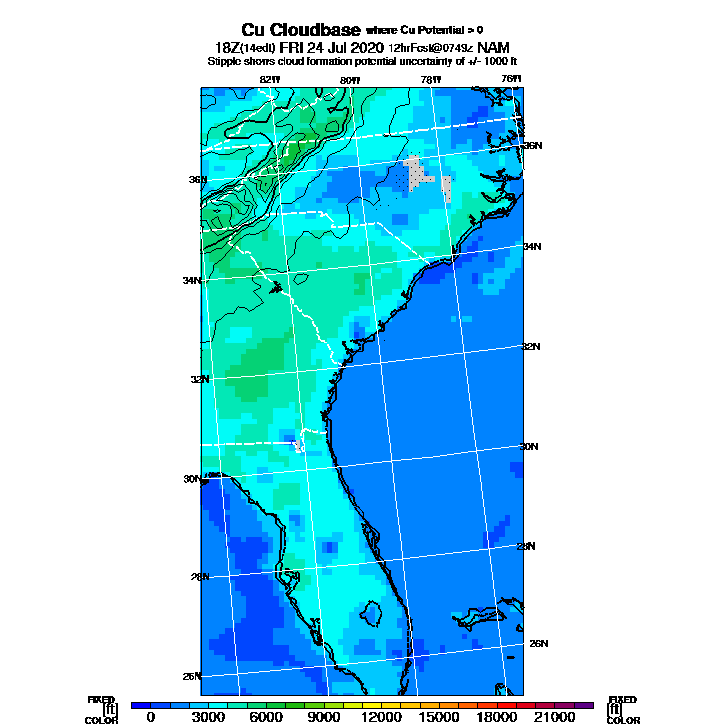 Cu Cloudbase where Cu Potential > 0
18Z(14edt) FRI 24 Jul 2020 12hrFcst@0749z NAM
Stipple shows cloud formation potential uncertainty of +/- 1000 ft
82W 80W 78W 76W
36N
36N
34N
34N
32N
32N
30N
30N
28N
28N
26N
26N
FIXED FIXED
[ft] [ft]
COLOR COLOR
0 3000 6000 9000 12000 15000 18000 21000